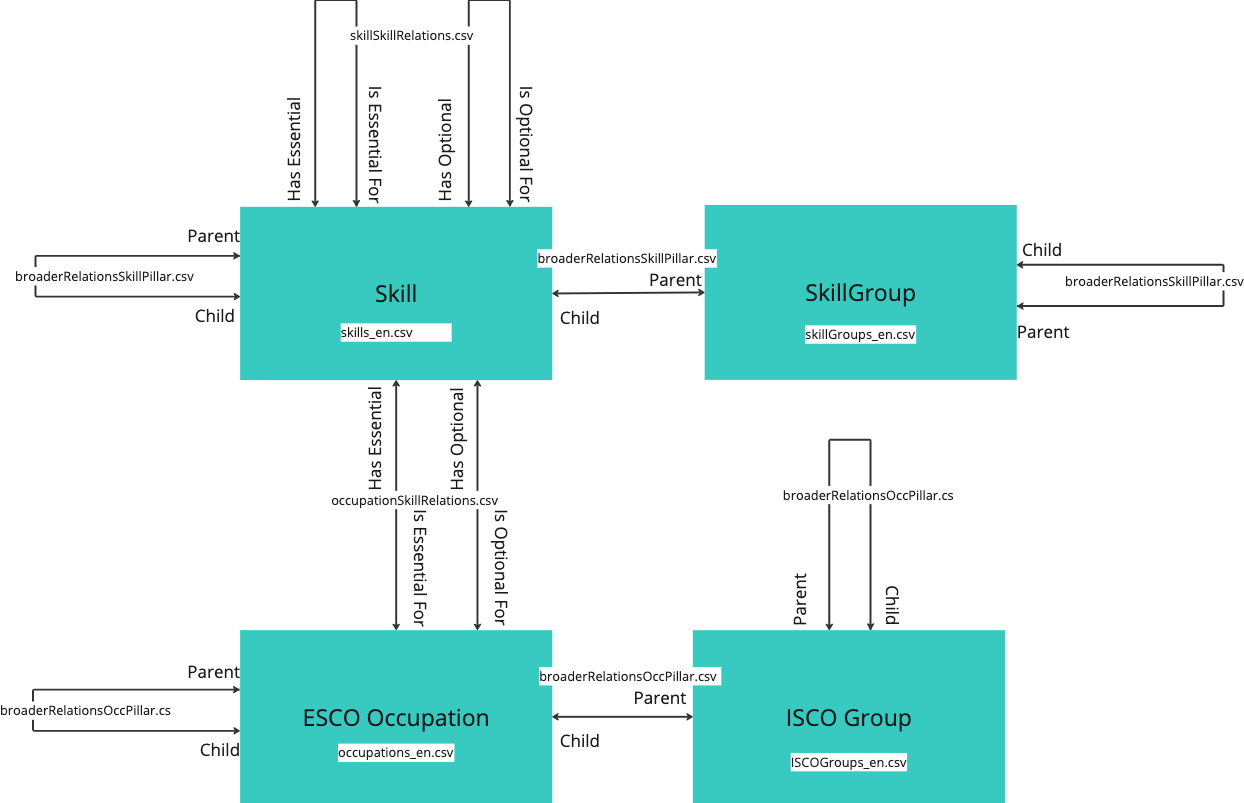 skillSkillRelations.csv
Has Essential
Is Essential For
Has Optional
Is Optional For
Parent
broaderRelationsSkillPillar.csv
Child
Skill
skills_en.csv
broaderRelationsSkillPillar.csv
Parent
Child
SkillGroup
skillGroups_en.csv
Child
broaderRelationsSkillPillar.csv
Parent
Has Essential
Has Optional
occupationSkillRelations.csv
Is Essential For
Is Optional For
broaderRelationsOccPillar.cs
Parent
Child
Parent
broaderRelationsOccPillar.cs
Child
ESCO Occupation
occupations_en.csv
broaderRelationsOccPillar.csv
Parent
Child
ISCO Group
ISCOGroups_en.csv